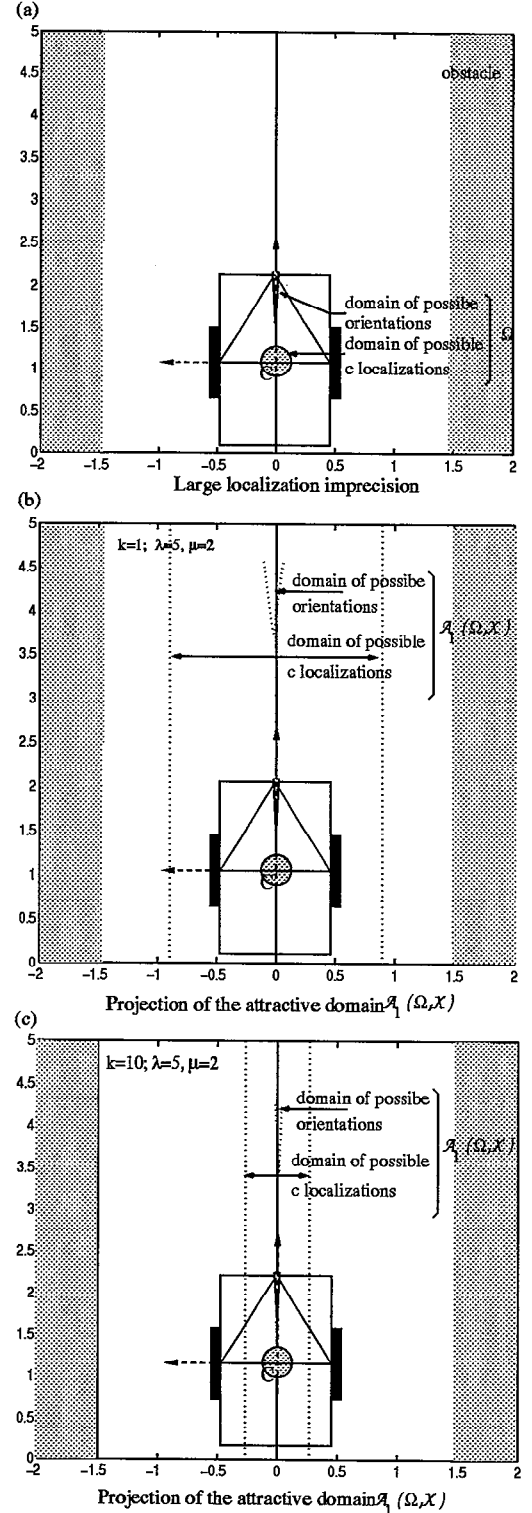 (a)
5
4.5
4
3.5
3
2.5
2
1.5
1
0.5
0
obstacle
domain of possibe
orientations
domain of possible
c localizations
Ω
C
-2
-1.5
-1
-0.5
0
0.5
1
1.5
2
Large localization imprecision
(b)
5
4.5
4
3.5
3
2.5
2
1.5
1
0.5
0
k=1; λ=5, μ=2
domain of possibe
orientations
domain of possible
c localizations
𝒜₁(Ω,𝒳)
C
-2
-1.5
-1
-0.5
0
0.5
1
1.5
2
Projection of the attractive domain 𝒜₁(Ω,𝒳)
(c)
5
4.5
4
3.5
3
2.5
2
1.5
1
0.5
0
k=10; λ=5, μ=2
domain of possibe
orientations
domain of possible
c localizations
𝒜₁(Ω,𝒳)
C
-2
-1.5
-1
-0.5
0
0.5
1
1.5
2
Projection of the attractive domain 𝒜₁(Ω,𝒳)